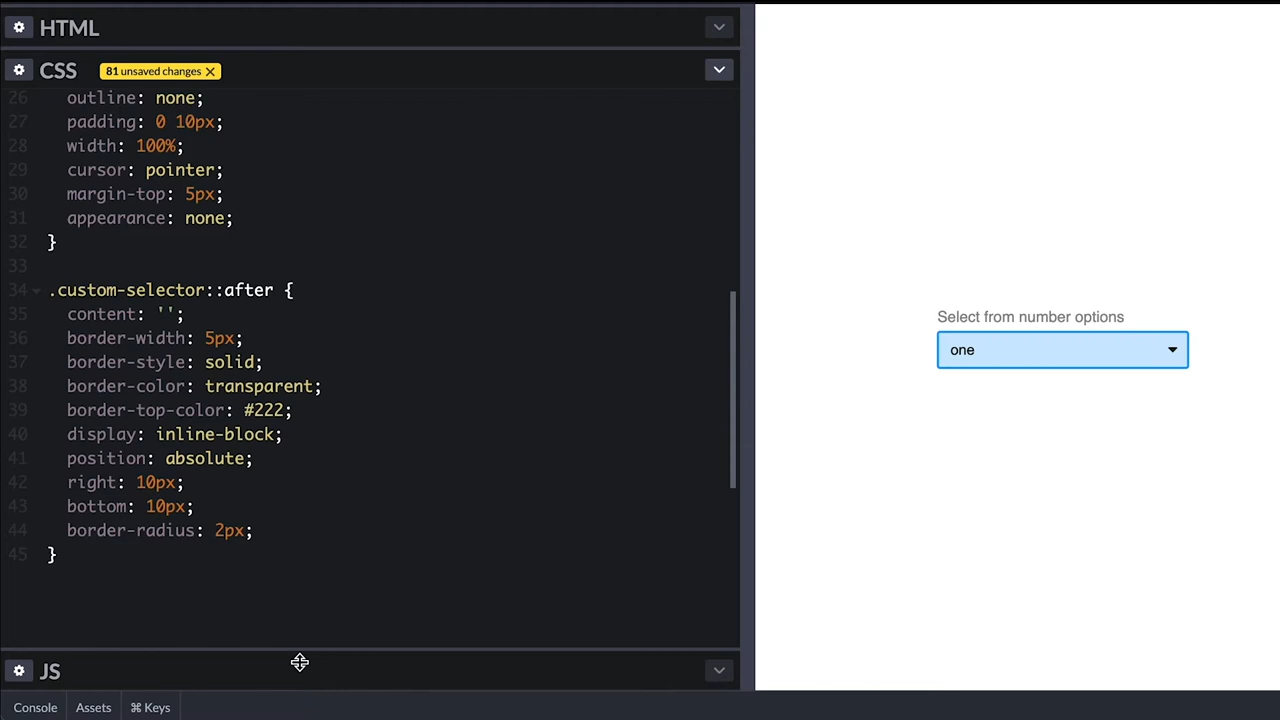 HTML
CSS
81 unsaved changes X
26 outline: none;
27 padding: 0 10px;
28 width: 100%;
29 cursor: pointer;
30 margin-top: 5px;
31 appearance: none;
32 }
33
34 .custom-selector::after {
35 content: '';
36 border-width: 5px;
37 border-style: solid;
38 border-color: transparent;
39 border-top-color: #222;
40 display: inline-block;
41 position: absolute;
42 right: 10px;
43 bottom: 10px;
44 border-radius: 2px;
45 }
JS
Console Assets ⌘ Keys
Select from number options
one